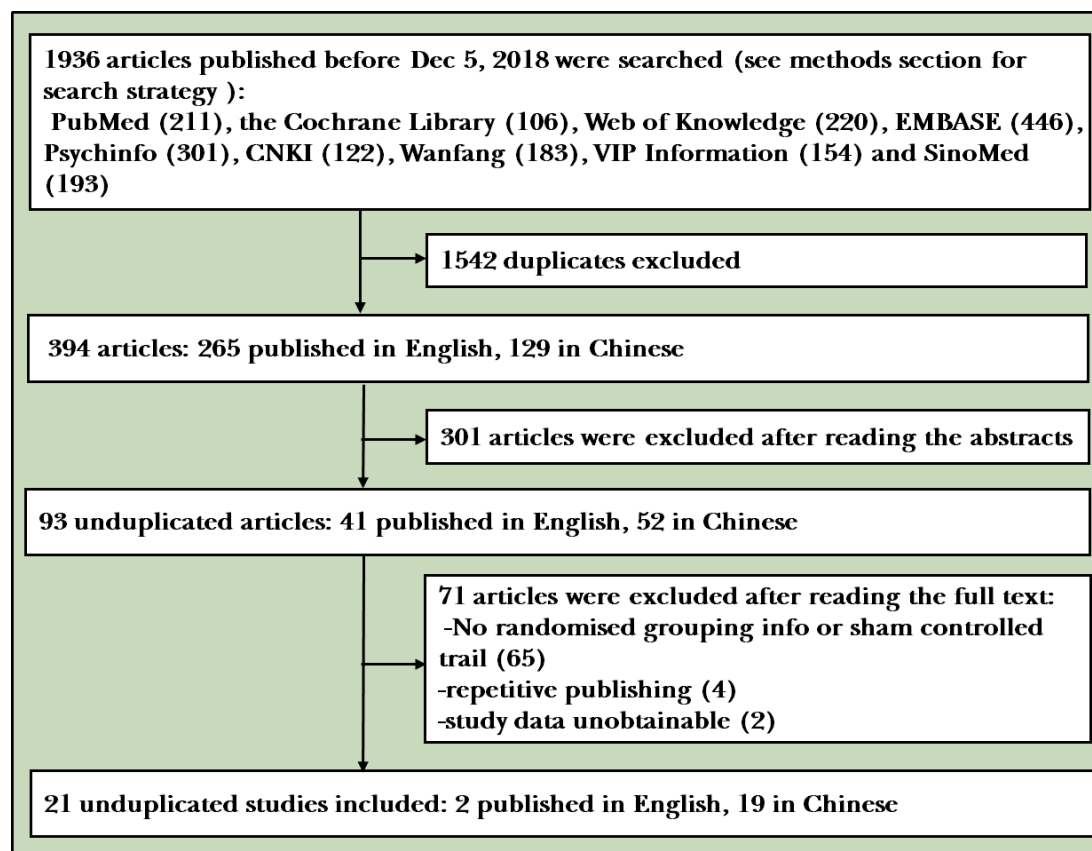 1936 articles published before Dec 5, 2018 were searched (see methods section for
search strategy ):
PubMed (211), the Cochrane Library (106), Web of Knowledge (220), EMBASE (446),
Psychinfo (301), CNKI (122), Wanfang (183), VIP Information (154) and SinoMed
(193)
1542 duplicates excluded
394 articles: 265 published in English, 129 in Chinese
301 articles were excluded after reading the abstracts
93 unduplicated articles: 41 published in English, 52 in Chinese
71 articles were excluded after reading the full text:
-No randomised grouping info or sham controlled
trail (65)
-repetitive publishing (4)
-study data unobtainable (2)
21 unduplicated studies included: 2 published in English, 19 in Chinese